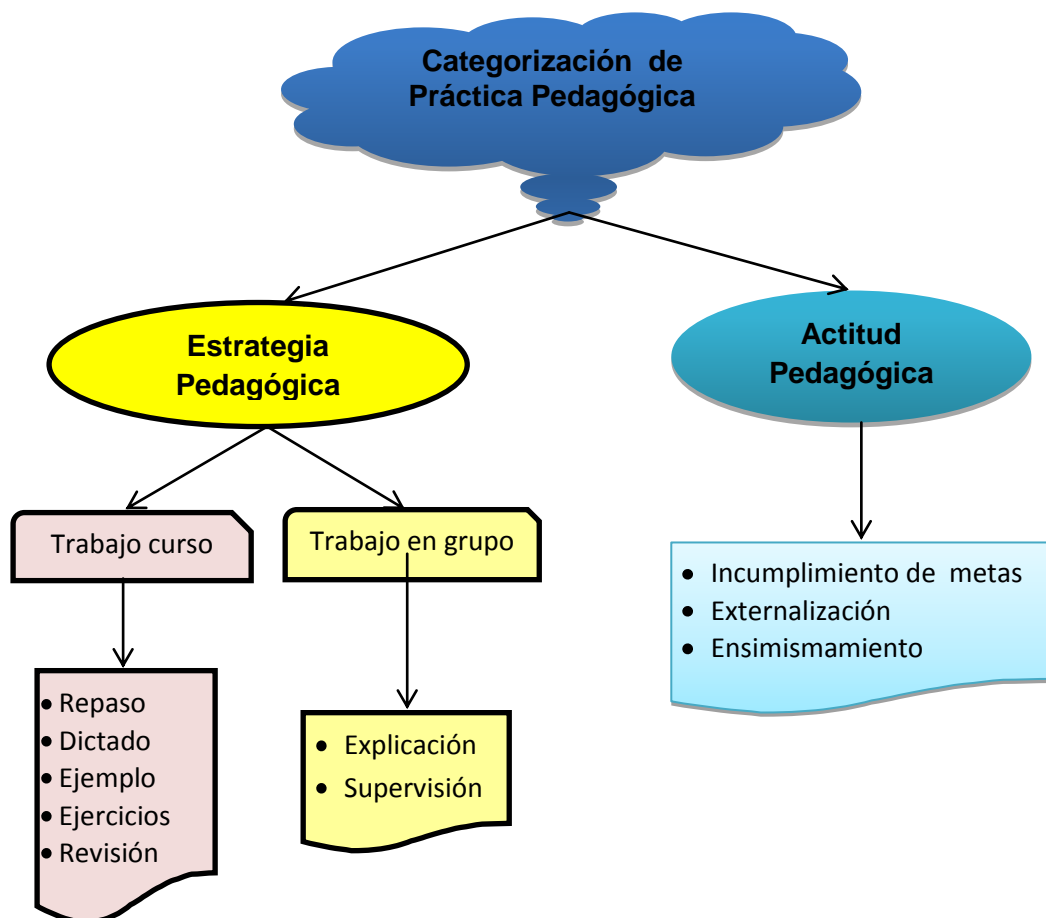 Categorización de
Práctica Pedagógica
Estrategia
Pedagógica
Actitud
Pedagógica
Trabajo curso
Trabajo en grupo
• Incumplimiento de metas
• Externalización
• Ensimismamiento
• Repaso
• Dictado
• Ejemplo
• Ejercicios
• Revisión
• Explicación
• Supervisión